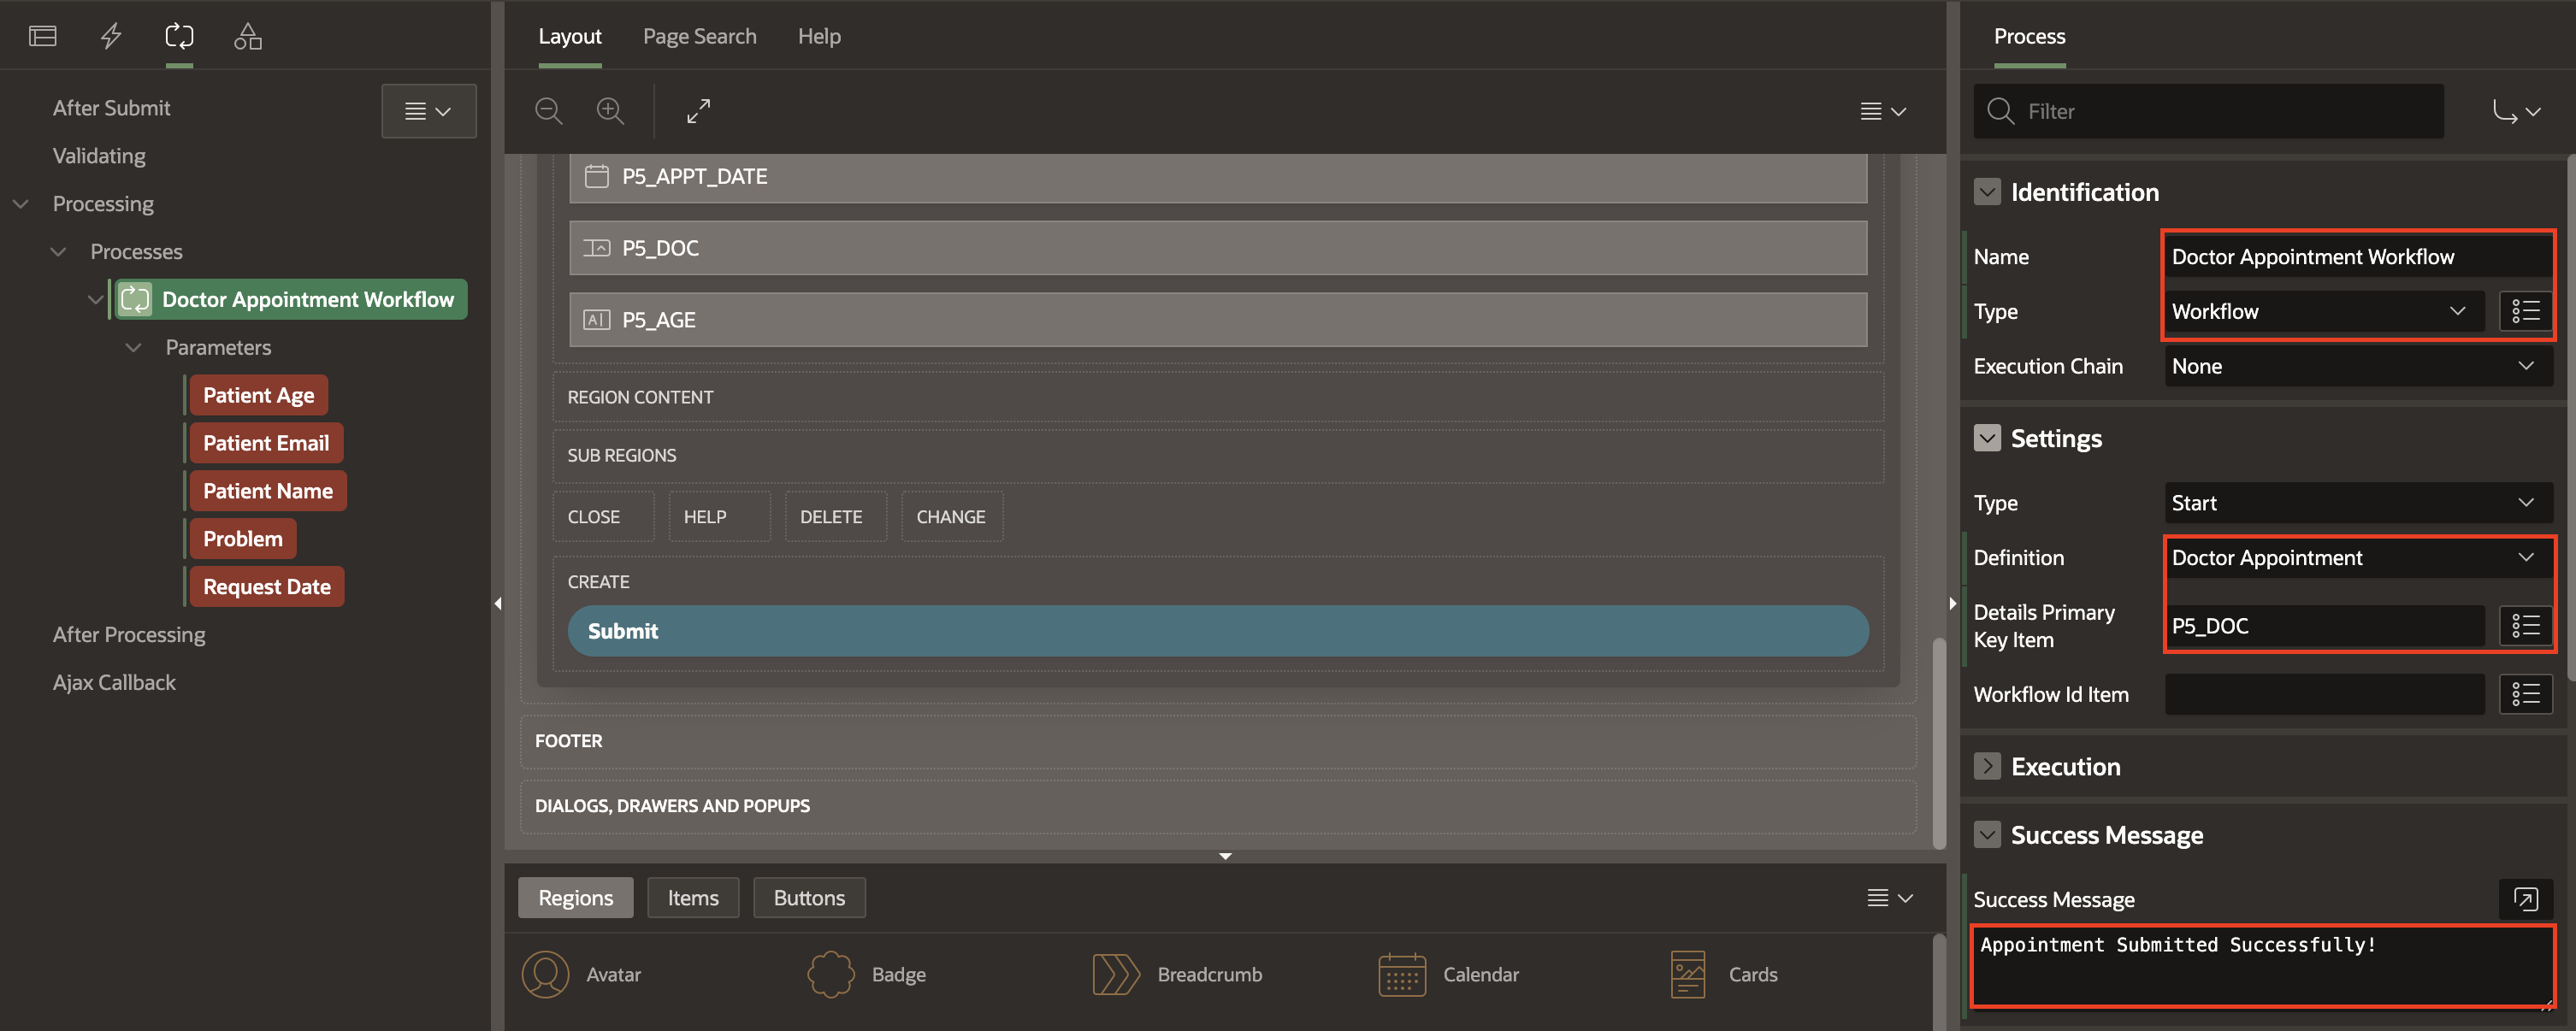 After Submit
Validating
Processing
Processes
Doctor Appointment Workflow
Parameters
Patient Age
Patient Email
Patient Name
Problem
Request Date
After Processing
Ajax Callback
Layout
Page Search
Help
P5_APPT_DATE
P5_DOC
P5_AGE
REGION CONTENT
SUB REGIONS
CLOSE
HELP
DELETE
CHANGE
CREATE
Submit
FOOTER
DIALOGS, DRAWERS AND POPUPS
Regions
Items
Buttons
Avatar
Badge
Breadcrumb
Calendar
Cards
Process
Filter
Identification
Name
Doctor Appointment Workflow
Type
Workflow
Execution Chain
None
Settings
Type
Start
Definition
Doctor Appointment
Details Primary
Key Item
P5_DOC
Workflow Id Item
Execution
Success Message
Success Message
Appointment Submitted Successfully!